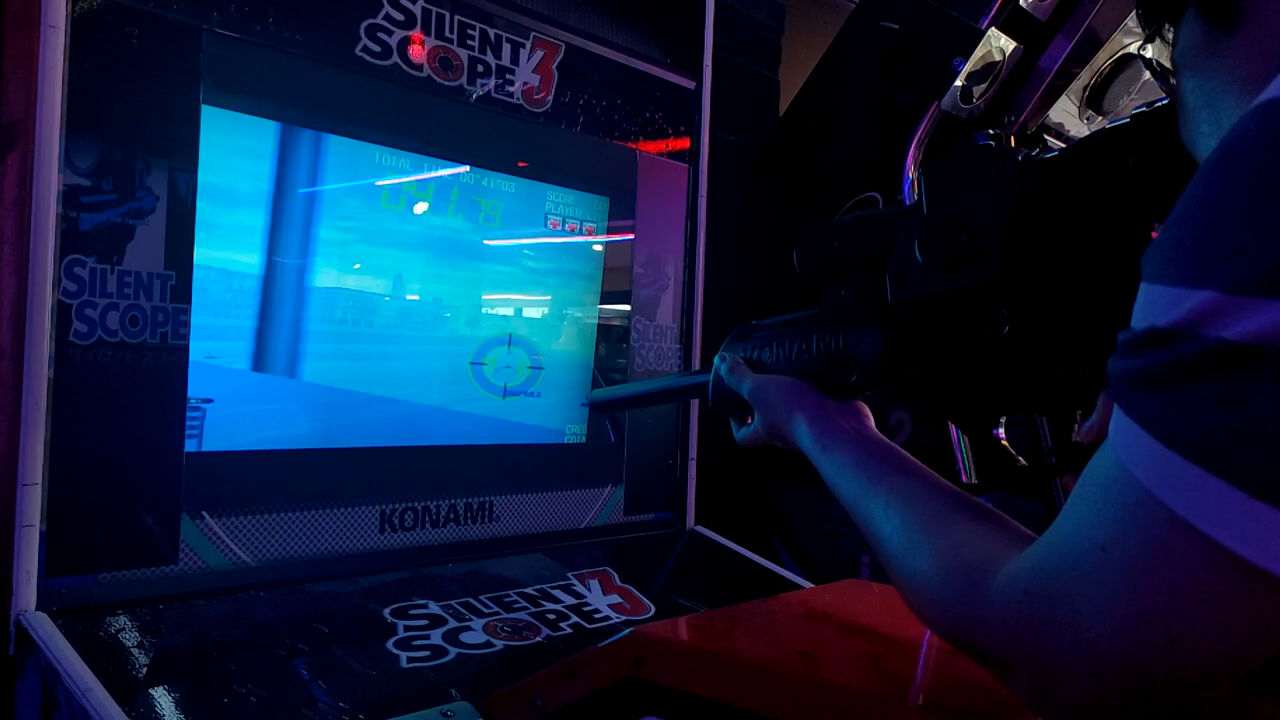 SILENT
SCOPE 3
TOTAL TIME 00"41"03
SCORE
PLAYER
SILENT
SCOPE
SILENT
SCOPE
KONAMI
KONAMI
SILENT
SCOPE 3